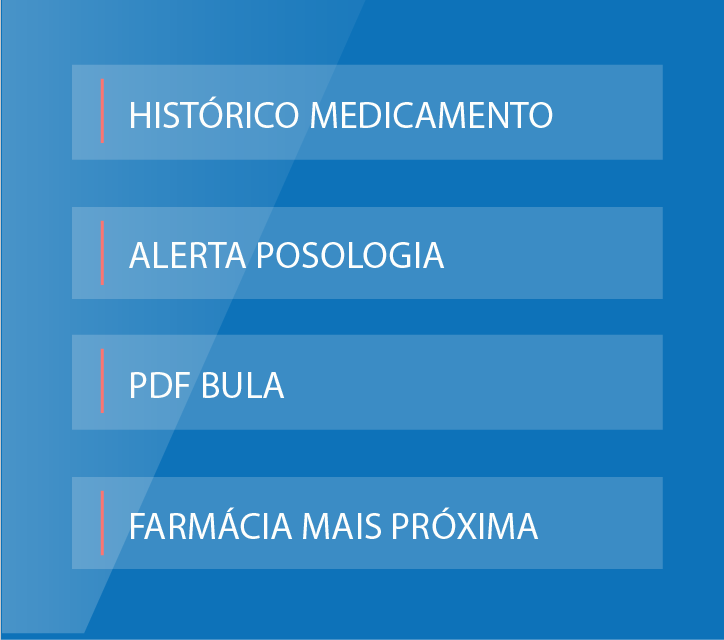 HISTÓRICO MEDICAMENTO
ALERTA POSOLOGIA
PDF BULA
FARMÁCIA MAIS PRÓXIMA